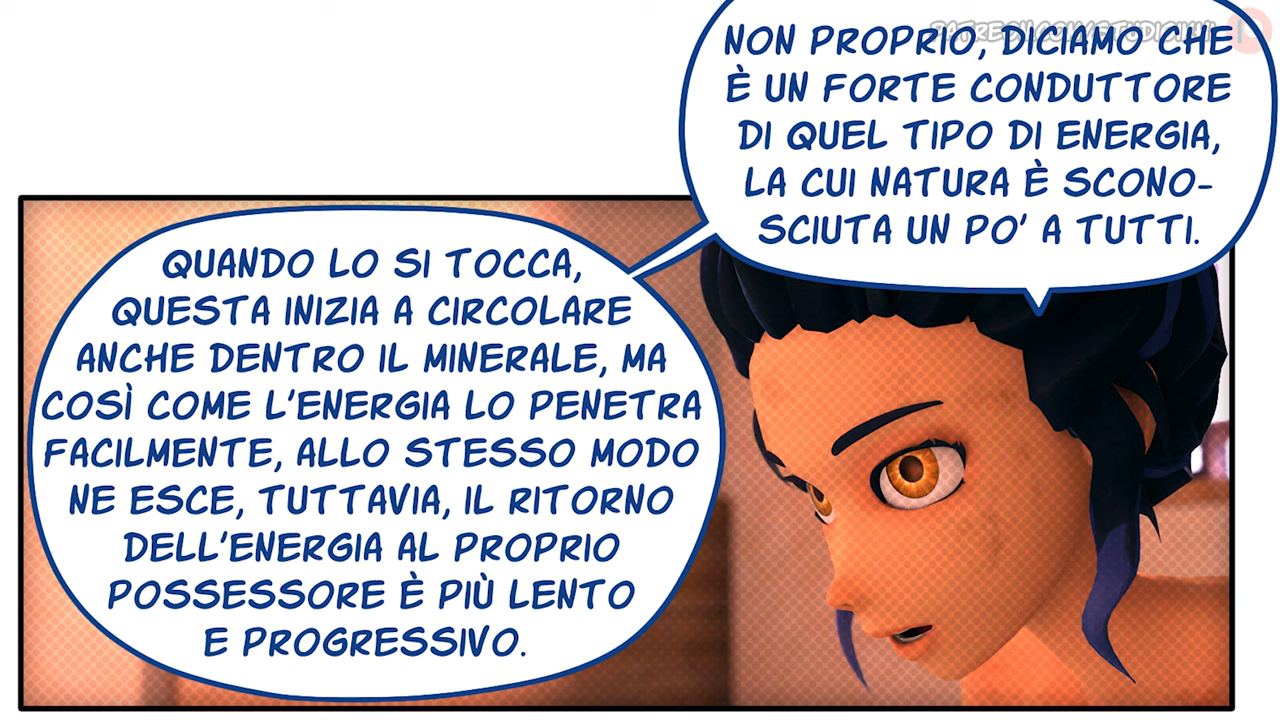 NON PROPRIO, DICIAMO CHE
È UN FORTE CONDUTTORE
DI QUEL TIPO DI ENERGIA,
LA CUI NATURA È SCONO-
SCIUTA UN PO' A TUTTI.
QUANDO LO SI TOCCA,
QUESTA INIZIA A CIRCOLARE
ANCHE DENTRO IL MINERALE, MA
COSÌ COME L'ENERGIA LO PENETRA
FACILMENTE, ALLO STESSO MODO
NE ESCE, TUTTAVIA, IL RITORNO
DELL'ENERGIA AL PROPRIO
POSSESSORE È PIÙ LENTO
E PROGRESSIVO.